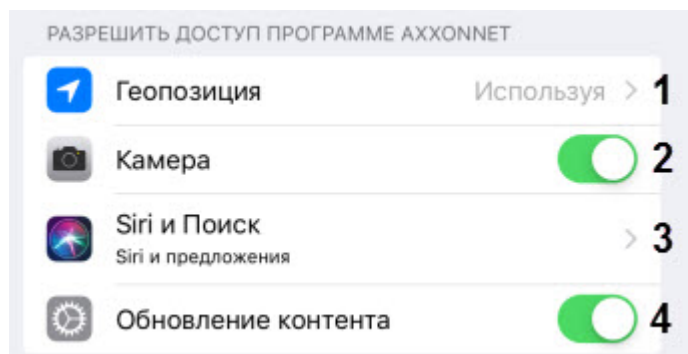 РАЗРЕШИТЬ ДОСТУП ПРОГРАММЕ AXXONNET
Геопозиция Используя > 1
Камера 2
Siri и Поиск > 3
Siri и предложения
Обновление контента 4